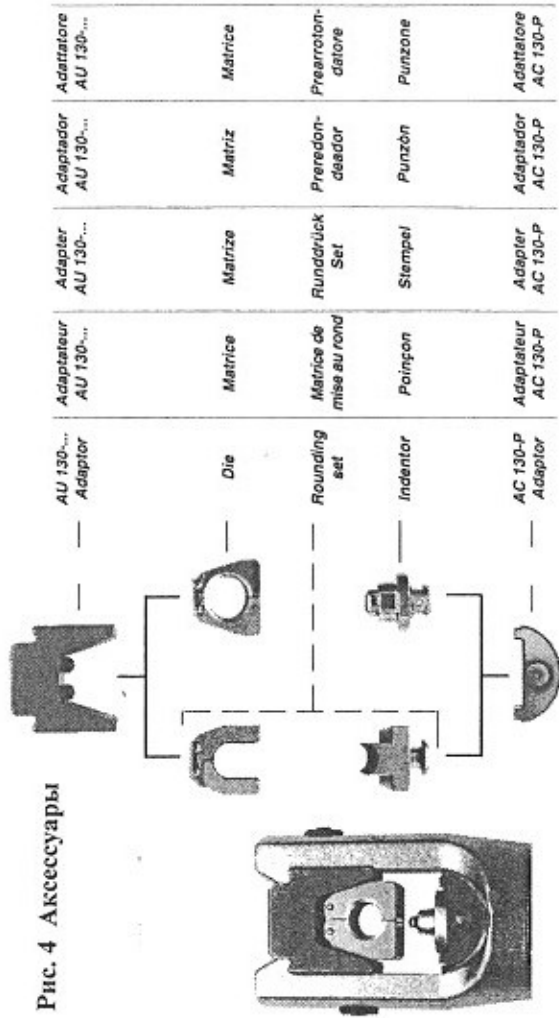 Рис. 4 Аксессуары
AU 130-...
Adaptor
Adaptateur
AU 130-...
Adapter
AU 130-...
Adaptador
AU 130-...
Adattatore
AU 130-...
Die
Matrice
Matrize
Matriz
Matrice
Rounding
set
Matrice de
mise au rond
Runddrück
Set
Preredon-
deador
Prearroton-
datore
Indentor
Poinçon
Stempel
Punzòn
Punzone
AC 130-P
Adaptor
Adaptateur
AC 130-P
Adapter
AC 130-P
Adaptador
AC 130-P
Adattatore
AC 130-P